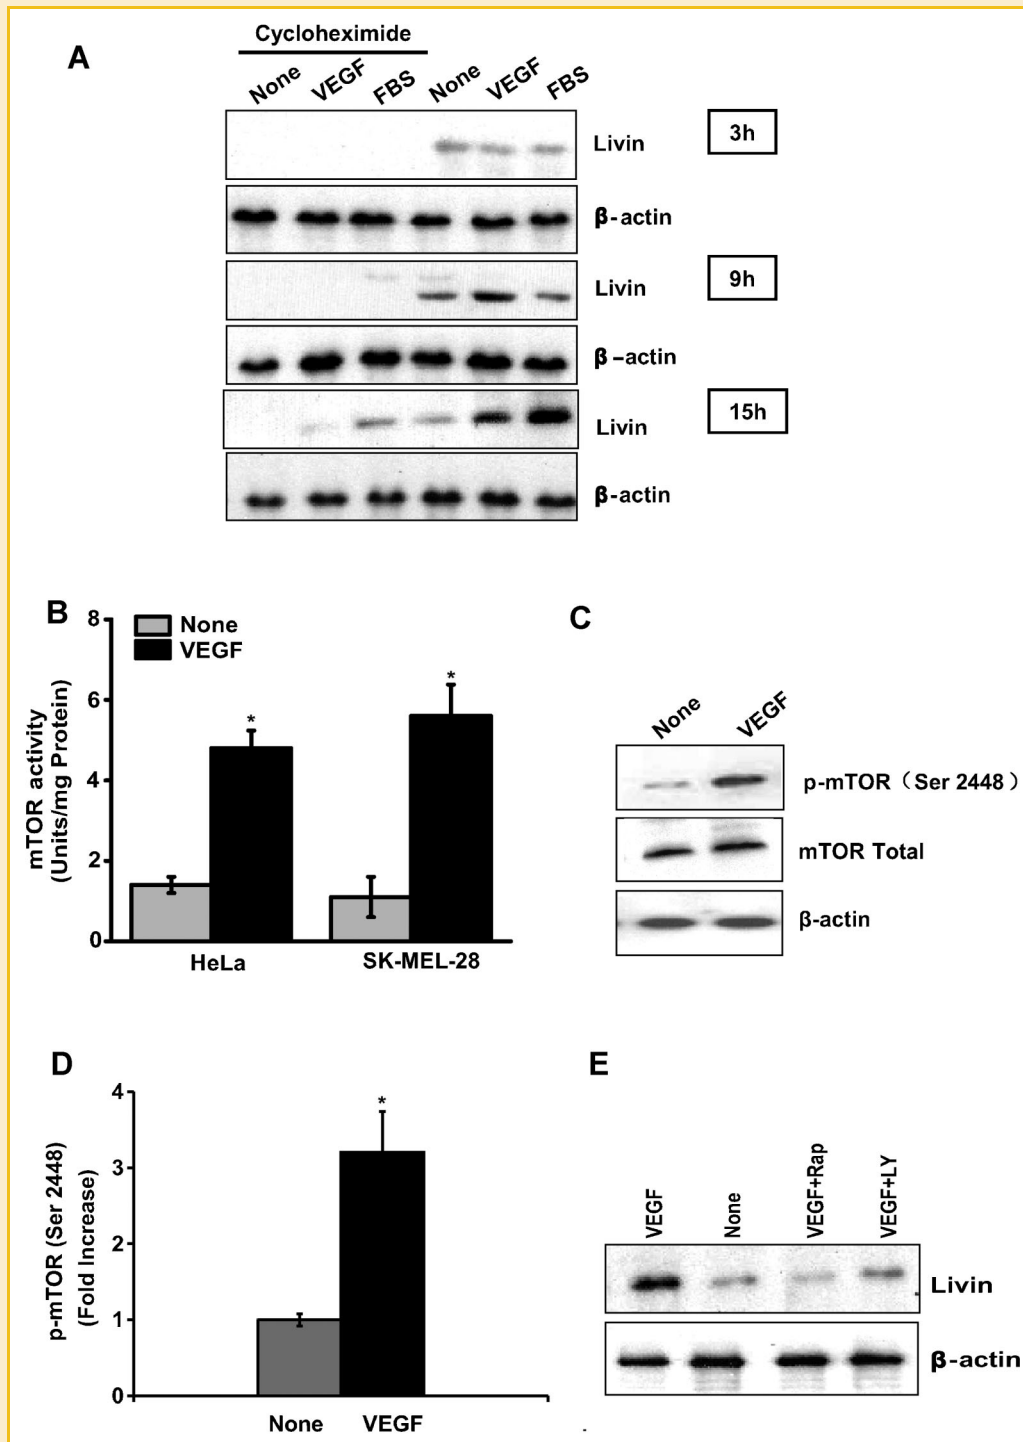 A
Cycloheximide
None VEGF FBS None VEGF FBS
Livin 3h
β-actin
Livin 9h
β–actin
Livin 15h
β-actin
B
8
None
VEGF
6
4
2
0
mTOR activity
(Units/mg Protein)
*
*
HeLa SK-MEL-28
C
None VEGF
p-mTOR（Ser 2448）
mTOR Total
β-actin
D
4
3
2
1
0
p-mTOR (Ser 2448)
(Fold Increase)
*
None VEGF
E
VEGF None VEGF+Rap VEGF+LY
Livin
β-actin